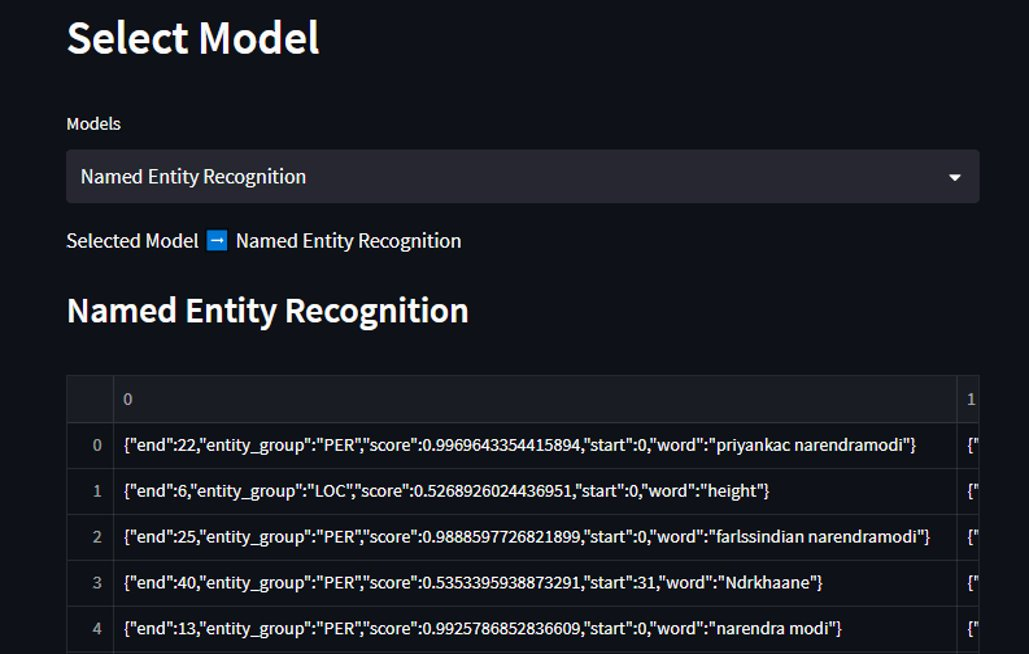 Select Model
Models
Named Entity Recognition
Selected Model ➡ Named Entity Recognition
Named Entity Recognition
0 1
0 {"end":22,"entity_group":"PER","score":0.9969643354415894,"start":0,"word":"priyankac narendramodi"} {"
1 {"end":6,"entity_group":"LOC","score":0.5268926024436951,"start":0,"word":"height"} {"
2 {"end":25,"entity_group":"PER","score":0.9888597726821899,"start":0,"word":"farlssindian narendramodi"} {"
3 {"end":40,"entity_group":"PER","score":0.5353395938873291,"start":31,"word":"Ndrkhaane"} {"
4 {"end":13,"entity_group":"PER","score":0.9925786852836609,"start":0,"word":"narendra modi"} {"